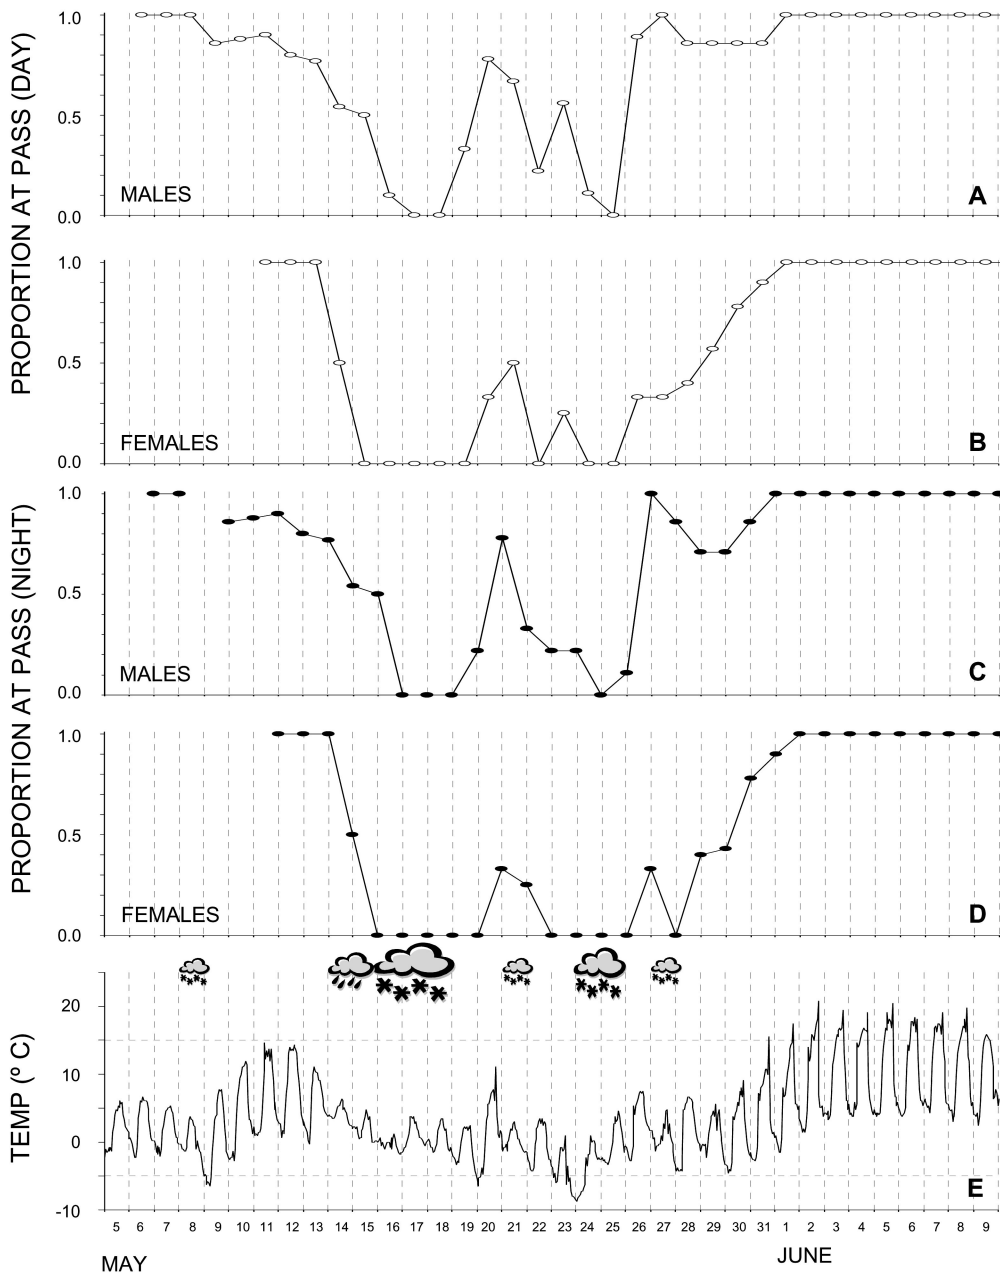 PROPORTION AT PASS (DAY)
1.0
0.5
0.0
MALES
A
1.0
0.5
0.0
FEMALES
B
PROPORTION AT PASS (NIGHT)
1.0
0.5
0.0
MALES
C
1.0
0.5
0.0
FEMALES
D
TEMP (º C)
20
10
0
-10
E
5 6 7 8 9 10 11 12 13 14 15 16 17 18 19 20 21 22 23 24 25 26 27 28 29 30 31 1 2 3 4 5 6 7 8 9
MAY JUNE